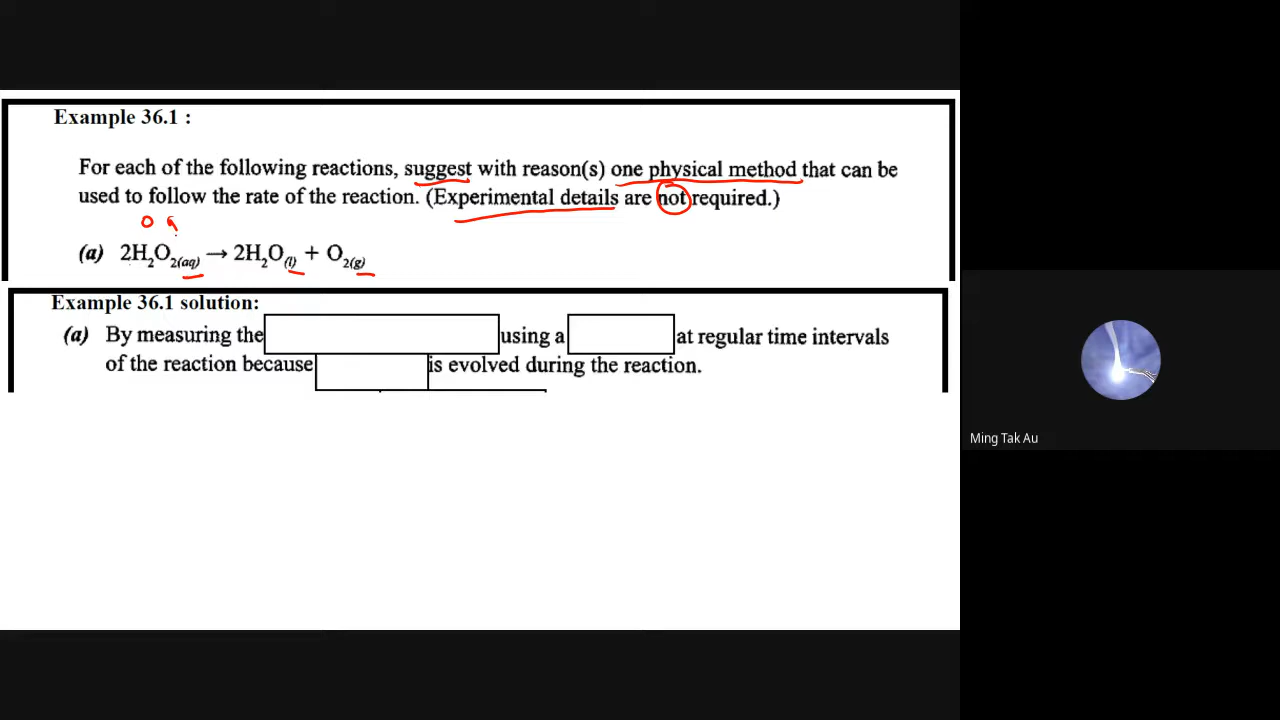 Example 36.1 :
For each of the following reactions, suggest with reason(s) one physical method that can be
used to follow the rate of the reaction. (Experimental details are not required.)
(a) 2H₂O₂(aq) → 2H₂O(l) + O₂(g)
Example 36.1 solution:
(a) By measuring the using a at regular time intervals
of the reaction because is evolved during the reaction.
Ming Tak Au